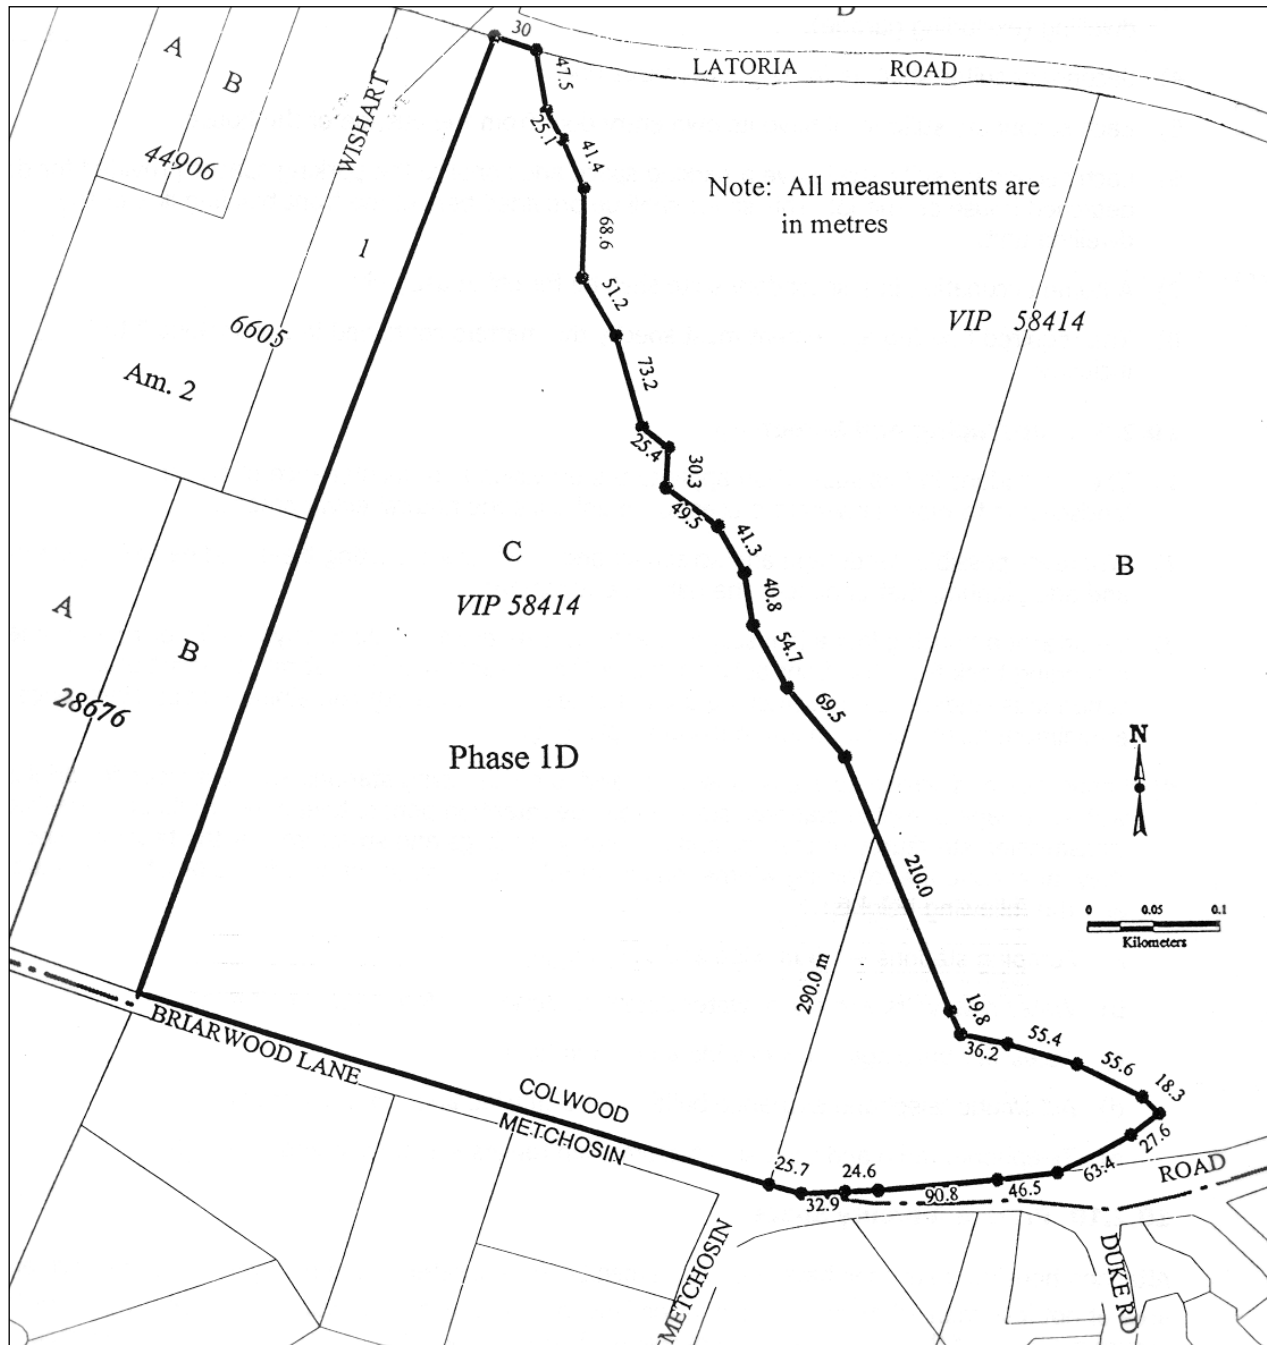 30
D
LATORIA ROAD
A
B
44906
WISHART
47.5
25.1
41.4
Note: All measurements are
in metres
1
68.6
6605
51.2
VIP 58414
Am. 2
73.2
25.4
30.3
49.5
41.3
C
VIP 58414
40.8
B
A
B
54.7
28676
69.5
Phase 1D
N
210.0
0 0.05 0.1
Kilometers
290.0 m
19.8
36.2
55.4
55.6
18.3
BRIARWOOD LANE
COLWOOD
METCHOSIN
27.6
63.4
ROAD
25.7
24.6
32.9
90.8
46.5
METCHOSIN
DUKE RD